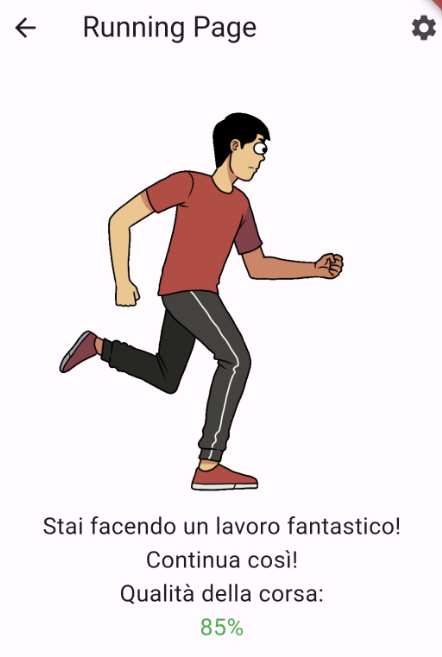 Running Page
Stai facendo un lavoro fantastico!
Continua così!
Qualità della corsa:
85%